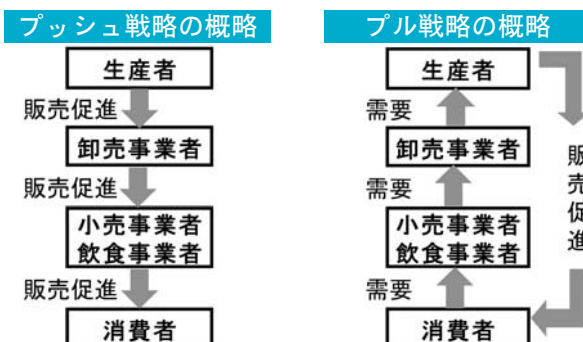 プッシュ戦略の概略
生産者
販売促進
卸売事業者
販売促進
小売事業者
飲食事業者
販売促進
消費者
プル戦略の概略
生産者
需要
卸売事業者
需要
小売事業者
飲食事業者
需要
消費者
販売促進